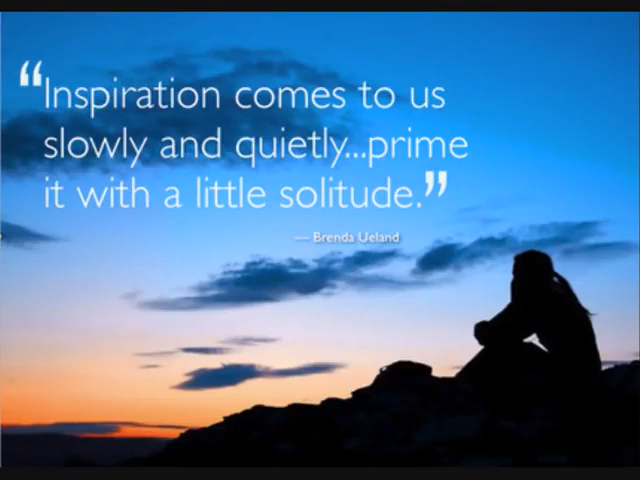 “Inspiration comes to us
slowly and quietly...prime
it with a little solitude.”
— Brenda Ueland